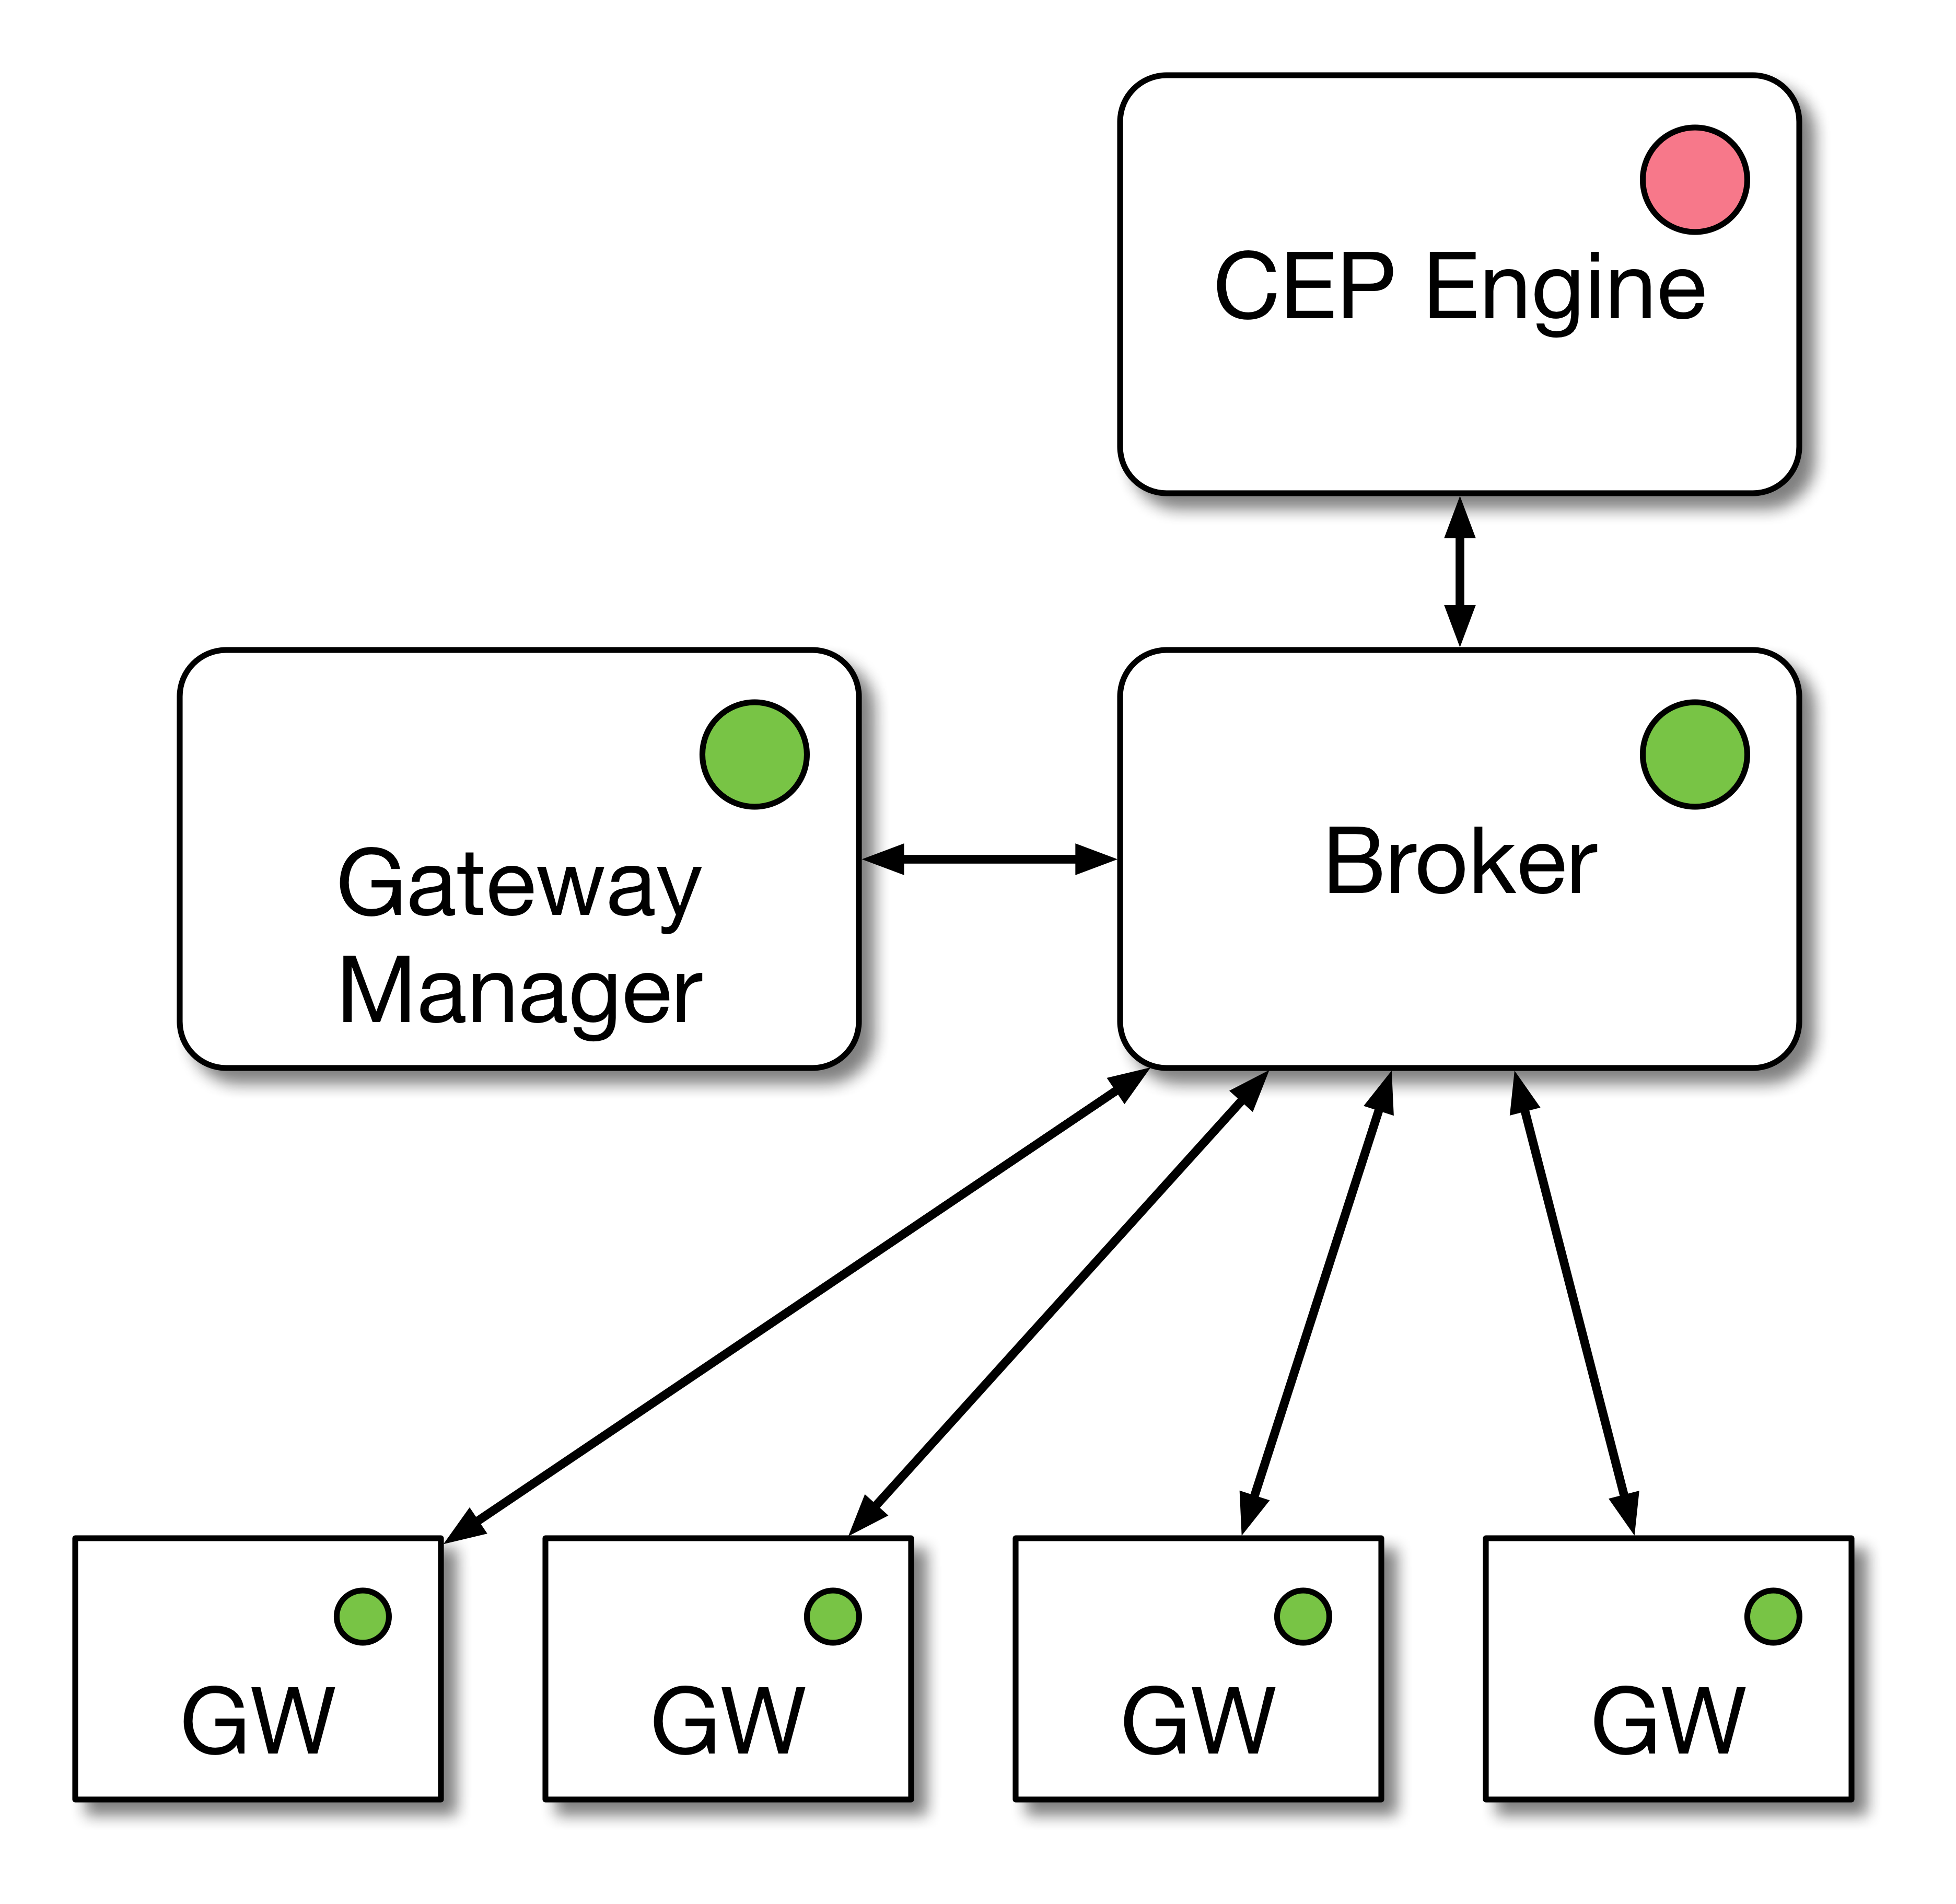 CEP Engine
Gateway
Manager
Broker
GW
GW
GW
GW